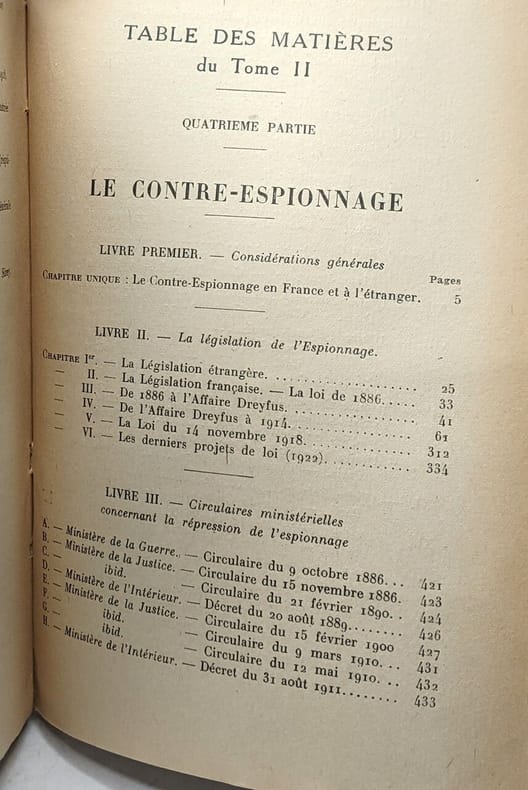 TABLE DES MATIÈRES
du Tome II
QUATRIEME PARTIE
LE CONTRE-ESPIONNAGE
LIVRE PREMIER. — Considérations générales
Pages
CHAPITRE UNIQUE : Le Contre-Espionnage en France et à l'étranger. 5
LIVRE II. — La législation de l'Espionnage.
CHAPITRE Ier. — La Législation étrangère. .................... 25
— II. — La Législation française. — La loi de 1886..... 33
— III. — De 1886 à l'Affaire Dreyfus. ................ 41
— IV. — De l'Affaire Dreyfus à 1914. ................ 61
— V. — La Loi du 14 novembre 1918. ............... 312
— VI. — Les derniers projets de loi (1922). ............ 334
LIVRE III. — Circulaires ministérielles
concernant la répression de l'espionnage
A. — Ministère de la Guerre.. — Circulaire du 9 octobre 1886... 421
B. — Ministère de la Justice. — Circulaire du 15 novembre 1886. 423
C. — ibid. — Circulaire du 21 février 1890.. 424
D. — Ministère de l'Intérieur. — Décret du 20 août 1889........ 426
E. — Ministère de la Justice. — Circulaire du 15 février 1900 427
F. — ibid. — Circulaire du 9 mars 1910... 431
G. — ibid. — Circulaire du 12 mai 1910.. 432
H. — Ministère de l'Intérieur. — Décret du 31 août 1911........ 433